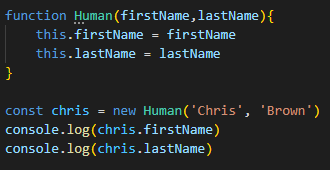 function Human(firstName,lastName){
    this.firstName = firstName
    this.lastName = lastName
}

const chris = new Human('Chris', 'Brown')
console.log(chris.firstName)
console.log(chris.lastName)